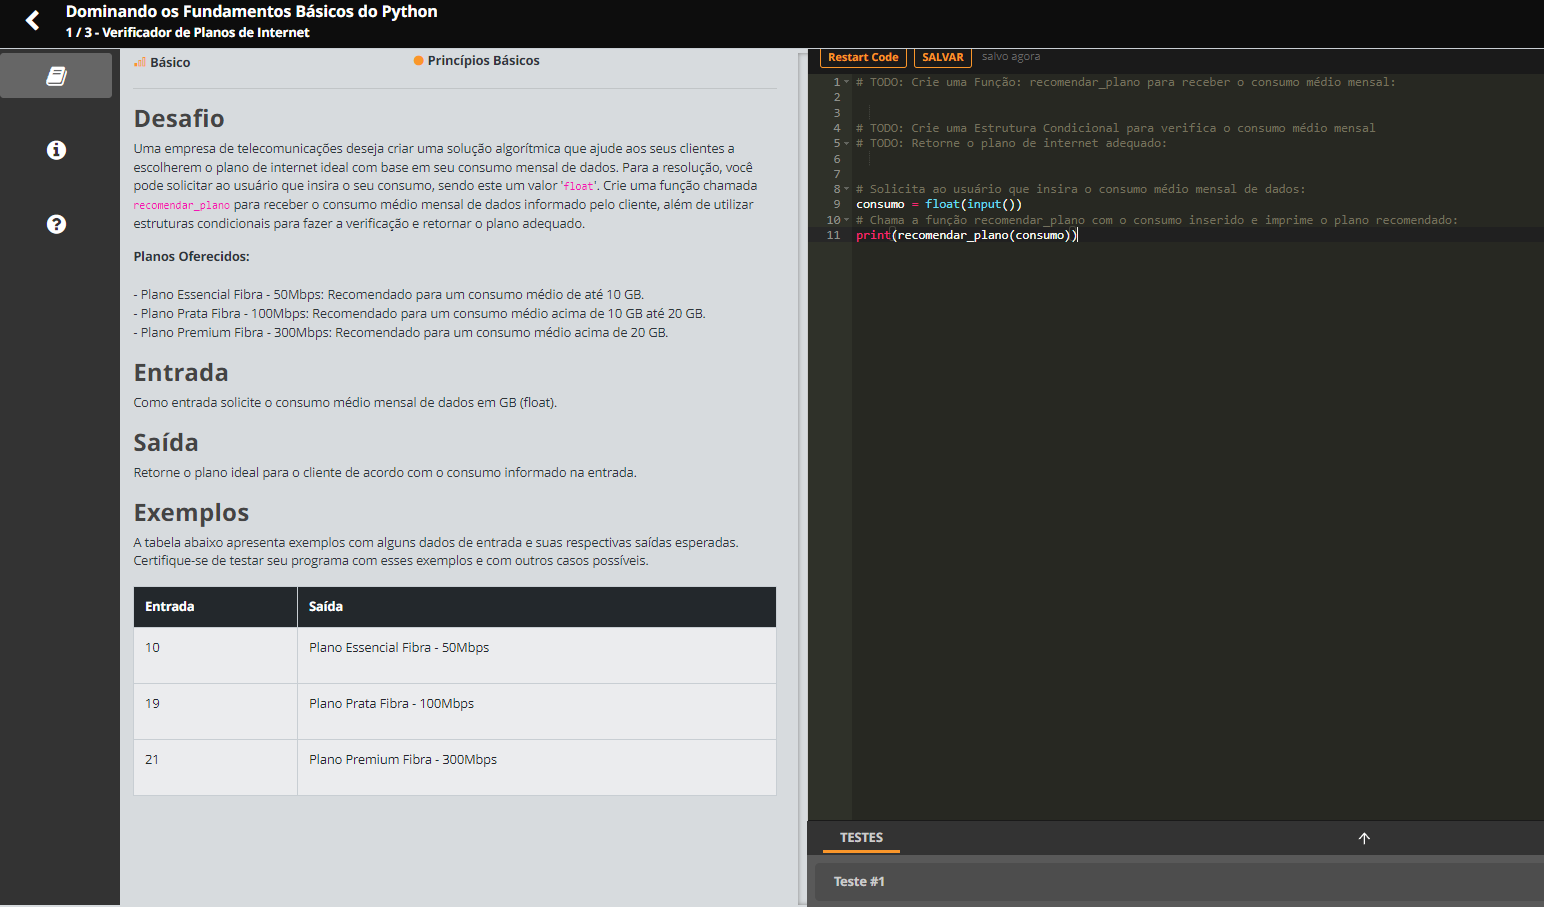 Dominando os Fundamentos Básicos do Python
1 / 3 - Verificador de Planos de Internet
Básico
Princípios Básicos
Desafio
Uma empresa de telecomunicações deseja criar uma solução algorítmica que ajude aos seus clientes a
escolherem o plano de internet ideal com base em seu consumo mensal de dados. Para a resolução, você
pode solicitar ao usuário que insira o seu consumo, sendo este um valor 'float'. Crie uma função chamada
recomendar_plano para receber o consumo médio mensal de dados informado pelo cliente, além de utilizar
estruturas condicionais para fazer a verificação e retornar o plano adequado.
Planos Oferecidos:
- Plano Essencial Fibra - 50Mbps: Recomendado para um consumo médio de até 10 GB.
- Plano Prata Fibra - 100Mbps: Recomendado para um consumo médio acima de 10 GB até 20 GB.
- Plano Premium Fibra - 300Mbps: Recomendado para um consumo médio acima de 20 GB.
Entrada
Como entrada solicite o consumo médio mensal de dados em GB (float).
Saída
Retorne o plano ideal para o cliente de acordo com o consumo informado na entrada.
Exemplos
A tabela abaixo apresenta exemplos com alguns dados de entrada e suas respectivas saídas esperadas.
Certifique-se de testar seu programa com esses exemplos e com outros casos possíveis.
Entrada Saída
10 Plano Essencial Fibra - 50Mbps
19 Plano Prata Fibra - 100Mbps
21 Plano Premium Fibra - 300Mbps
Restart Code SALVAR salvo agora
1 # TODO: Crie uma Função: recomendar_plano para receber o consumo médio mensal:
2
3
4 # TODO: Crie uma Estrutura Condicional para verifica o consumo médio mensal
5 # TODO: Retorne o plano de internet adequado:
6
7
8 # Solicita ao usuário que insira o consumo médio mensal de dados:
9 consumo = float(input())
10 # Chama a função recomendar_plano com o consumo inserido e imprime o plano recomendado:
11 print(recomendar_plano(consumo))
TESTES
Teste #1